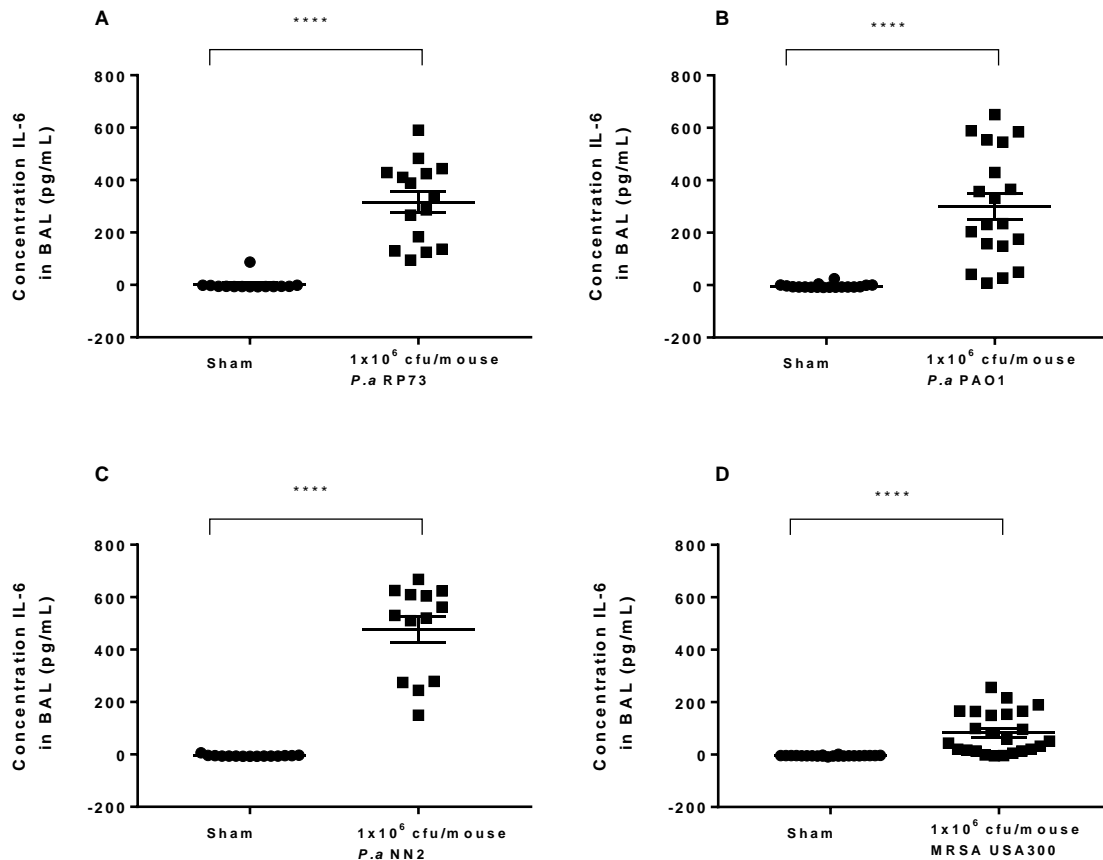 A
****
Concentration IL-6
in BAL (pg/mL)
800
600
400
200
0
-200
Sham
1x10⁶ cfu/mouse
P.a RP73
B
****
Concentration IL-6
in BAL (pg/mL)
800
600
400
200
0
-200
Sham
1x10⁶ cfu/mouse
P.a PAO1
C
****
Concentration IL-6
in BAL (pg/mL)
800
600
400
200
0
-200
Sham
1x10⁶ cfu/mouse
P.a NN2
D
****
Concentration IL-6
in BAL (pg/mL)
800
600
400
200
0
-200
Sham
1x10⁶ cfu/mouse
MRSA USA300